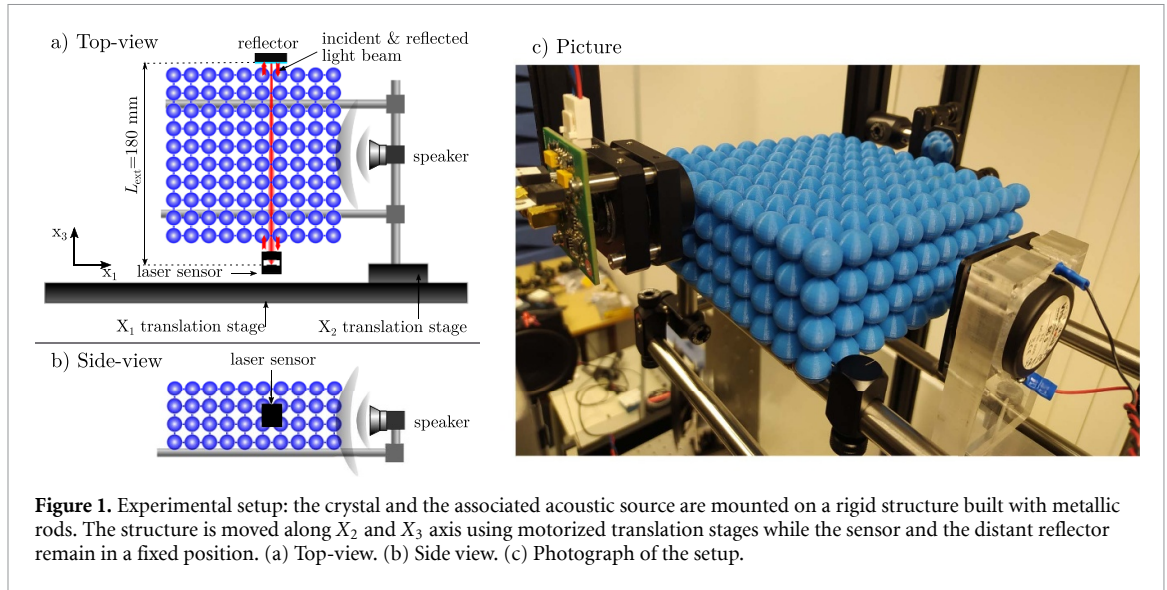 a) Top-view
reflector
incident & reflected
light beam
L_ext=180 mm
speaker
x₃
x₁
laser sensor
X₁ translation stage
X₂ translation stage
b) Side-view
laser sensor
speaker
c) Picture
Figure 1. Experimental setup: the crystal and the associated acoustic source are mounted on a rigid structure built with metallic
rods. The structure is moved along X₂ and X₃ axis using motorized translation stages while the sensor and the distant reflector
remain in a fixed position. (a) Top-view. (b) Side view. (c) Photograph of the setup.